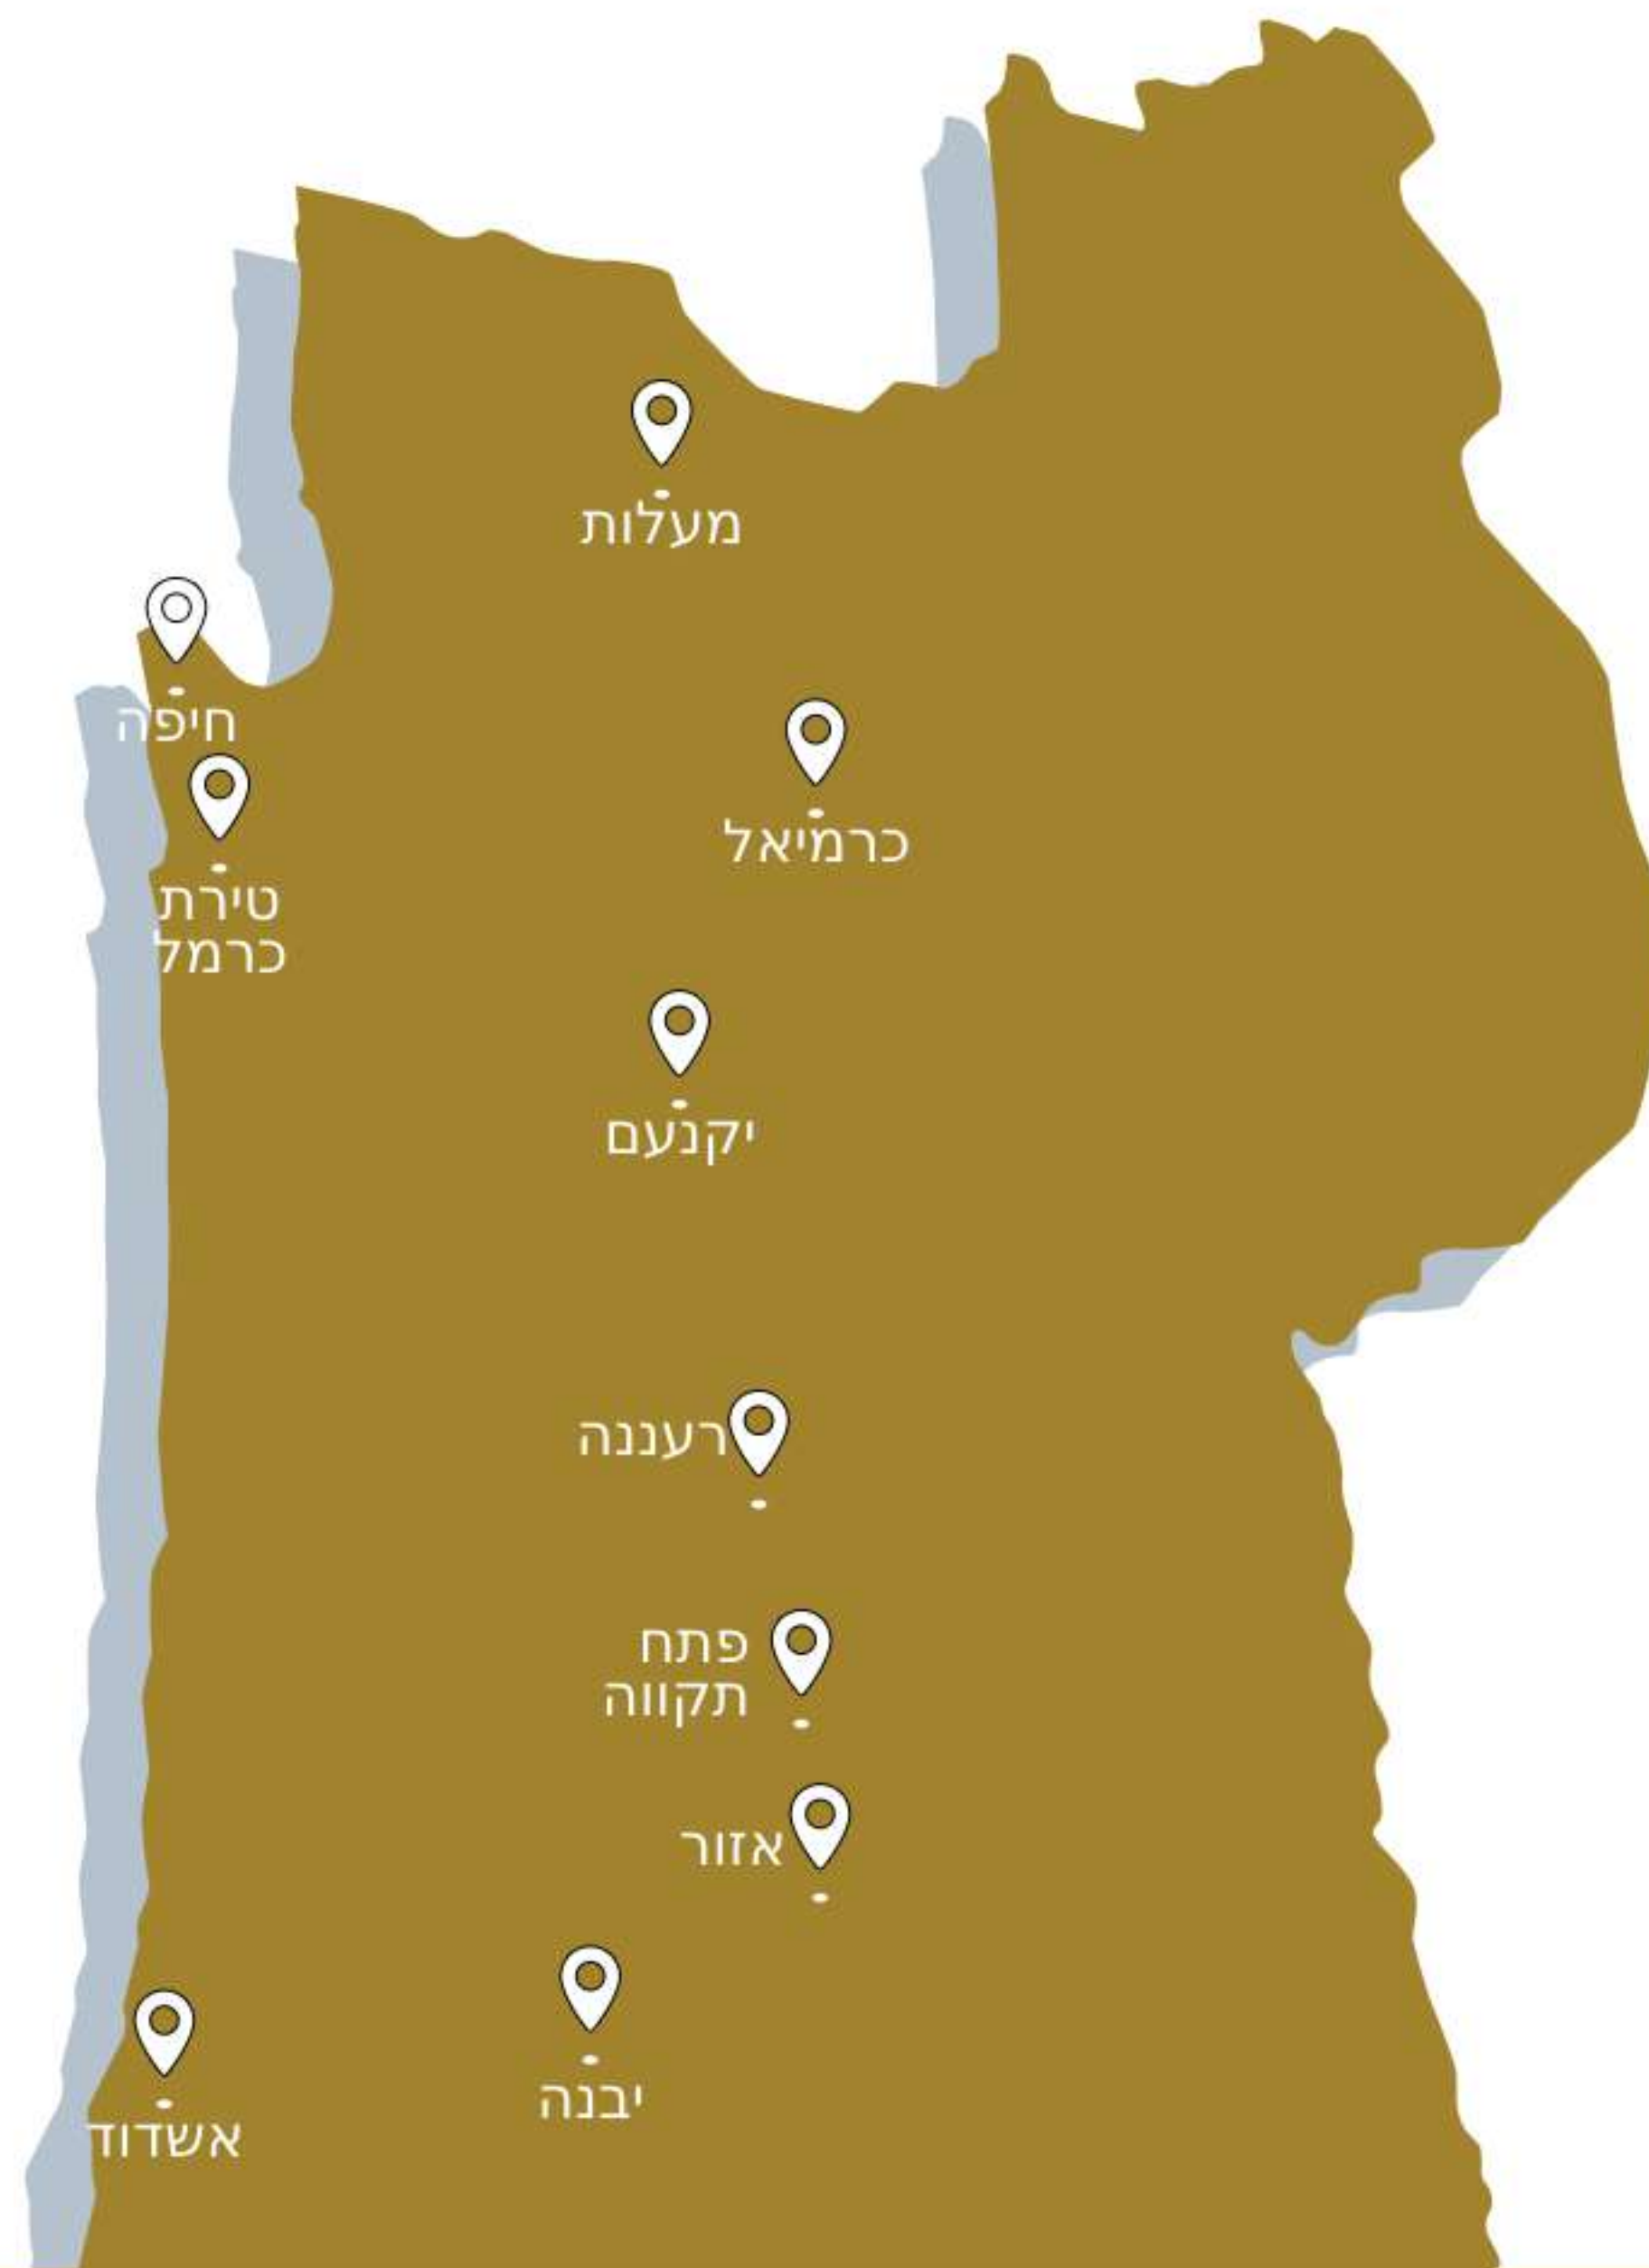 מעלות
חיפה
כרמיאל
טירת
כרמל
יקנעם
רעננה
פתח
תקווה
אזור
יבנה
אשדוד